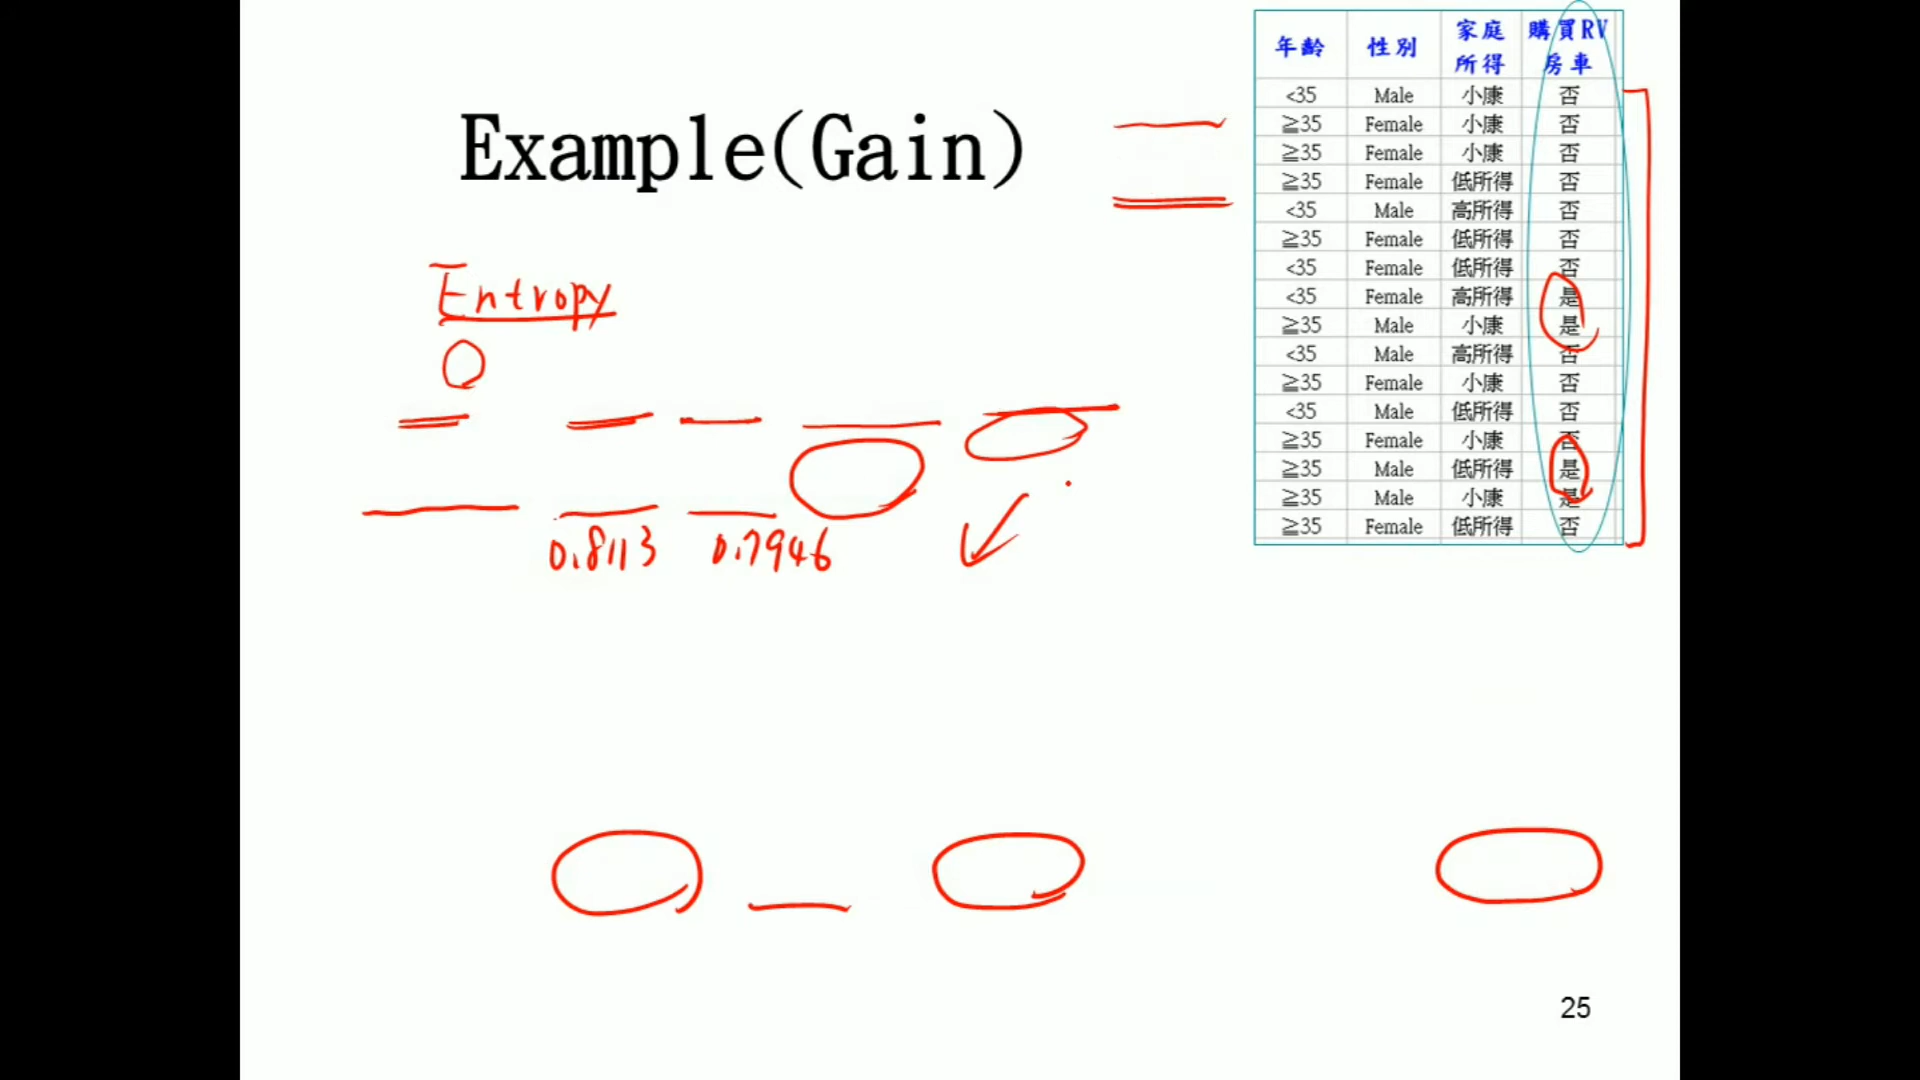 Example(Gain)
Entropy
0.8113 0.7946
年齡 性別 家庭所得 購買RV房車
<35 Male 小康 否
≧35 Female 小康 否
≧35 Female 小康 否
≧35 Female 低所得 否
<35 Male 高所得 否
≧35 Female 低所得 否
<35 Female 低所得 否
<35 Female 高所得 是
≧35 Male 小康 是
<35 Male 高所得 否
≧35 Female 小康 否
<35 Male 低所得 否
≧35 Female 小康 否
≧35 Male 低所得 是
≧35 Male 小康 是
≧35 Female 低所得 否
25